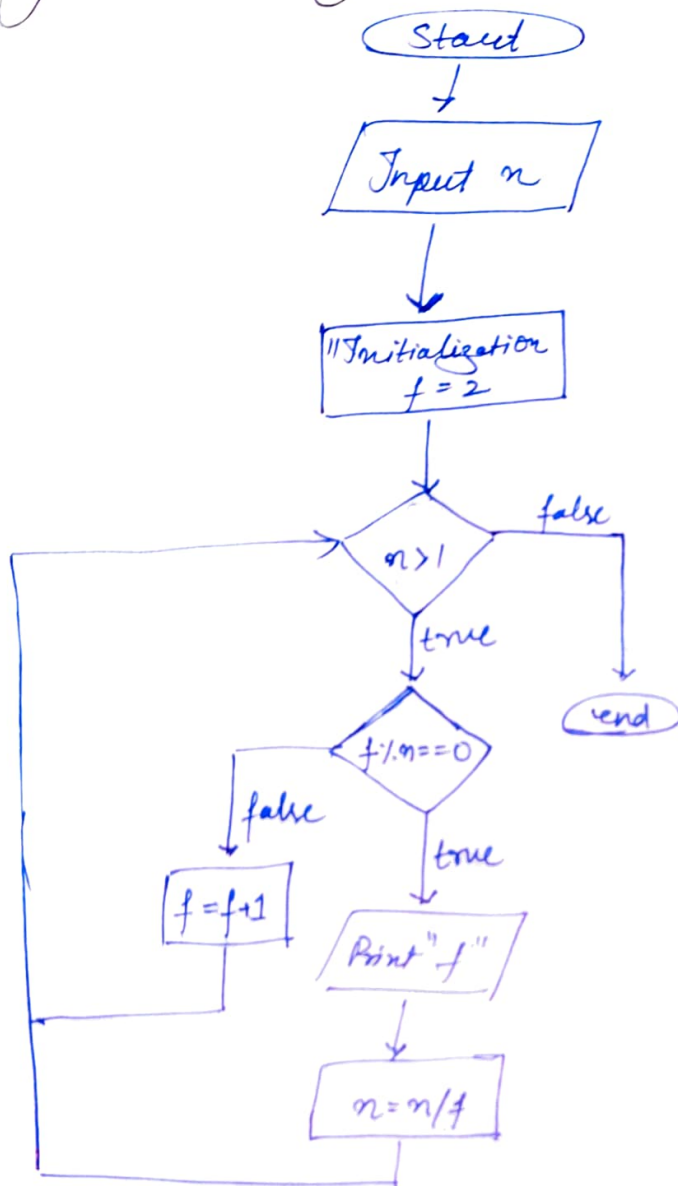 Start
Input n
"Initialization
f = 2
n>1
false
true
end
f%n==0
false
true
f=f+1
Print "f"
n=n/f